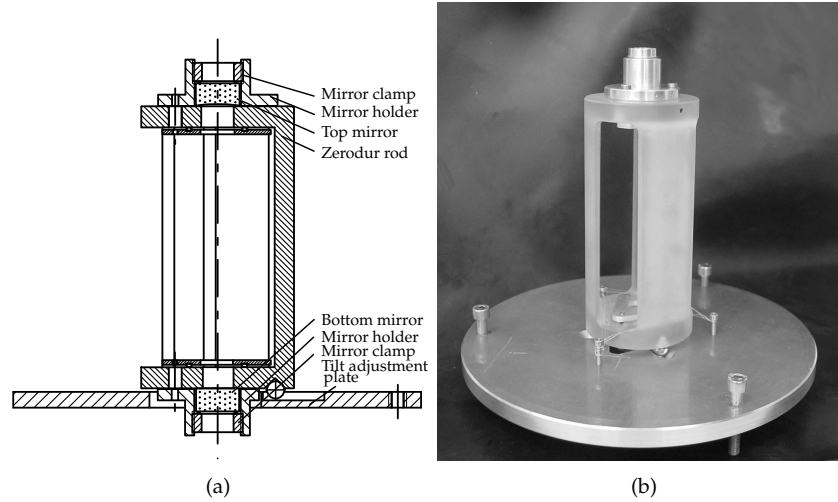 Mirror clamp
Mirror holder
Top mirror
Zerodur rod
Bottom mirror
Mirror holder
Mirror clamp
Tilt adjustment
plate
(a)
(b)